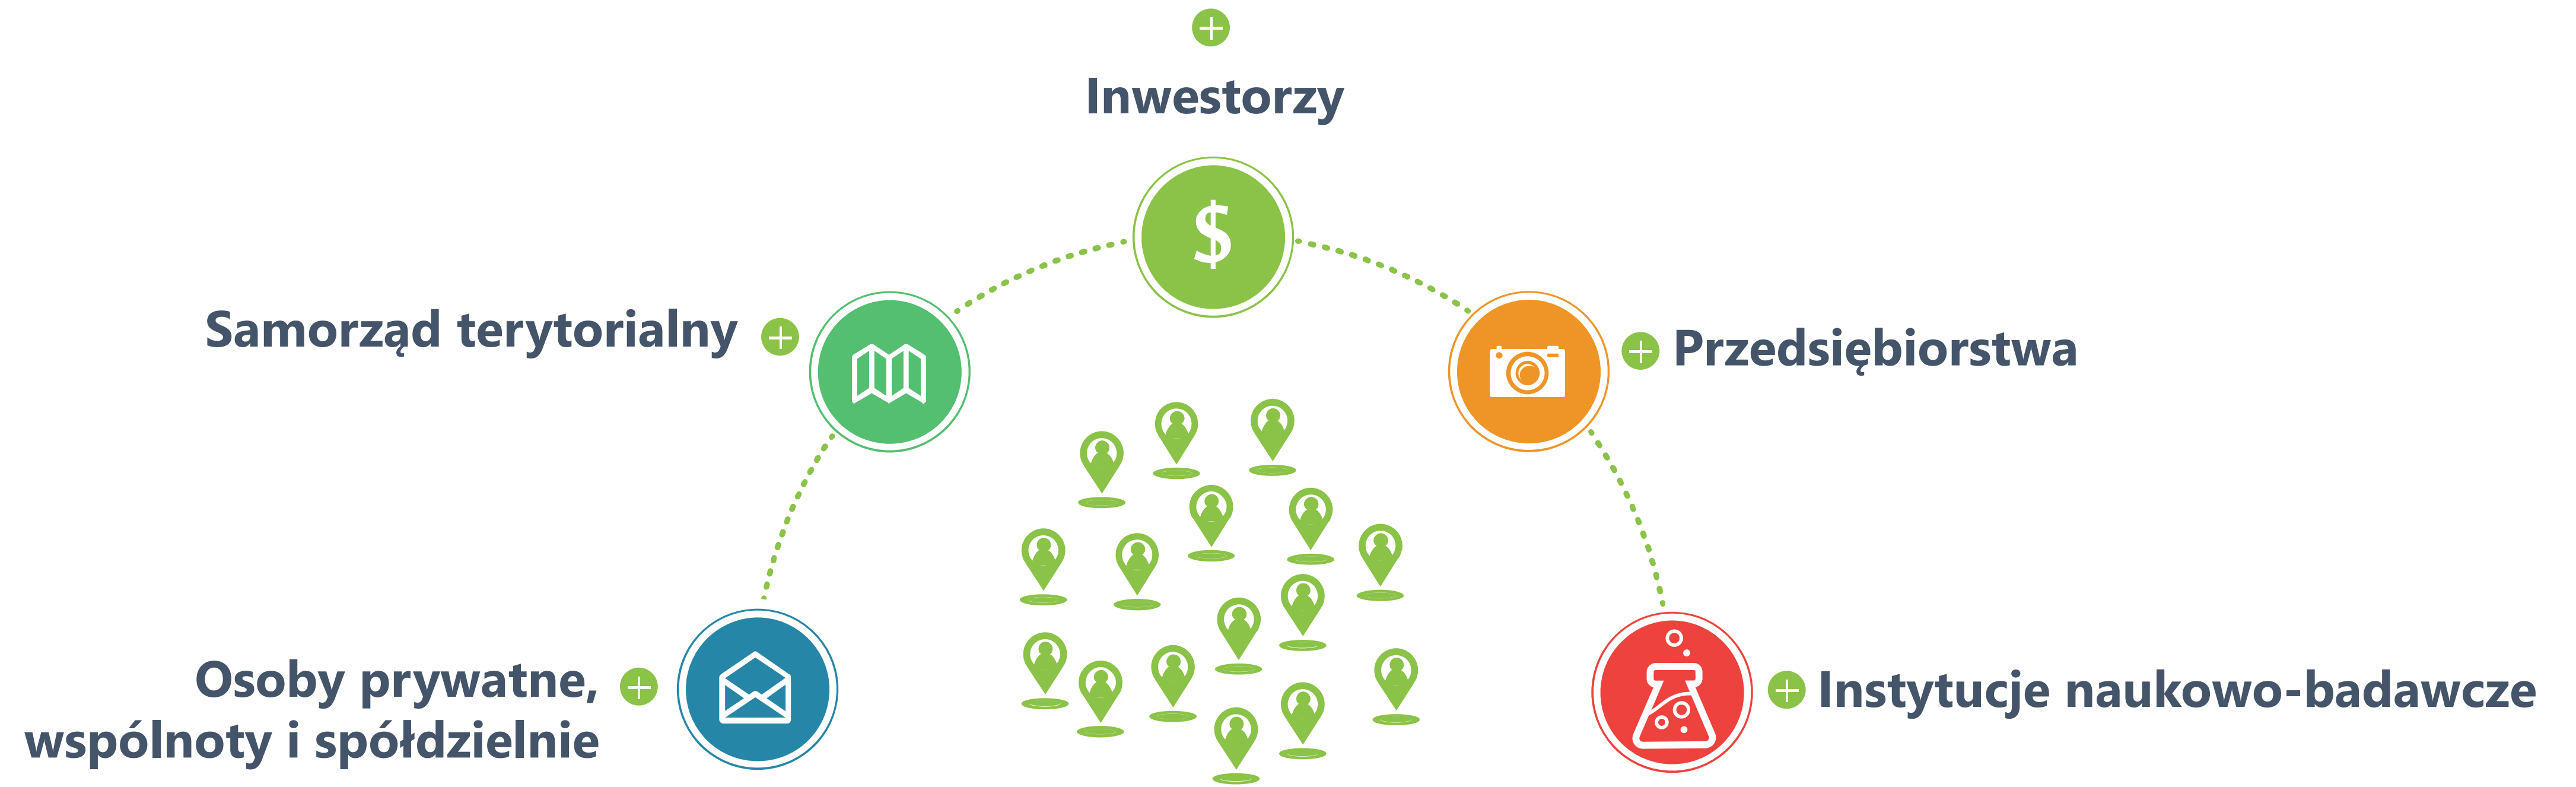 Inwestorzy
Samorząd terytorialny
Przedsiębiorstwa
Osoby prywatne,
wspólnoty i spółdzielnie
Instytucje naukowo-badawcze
$